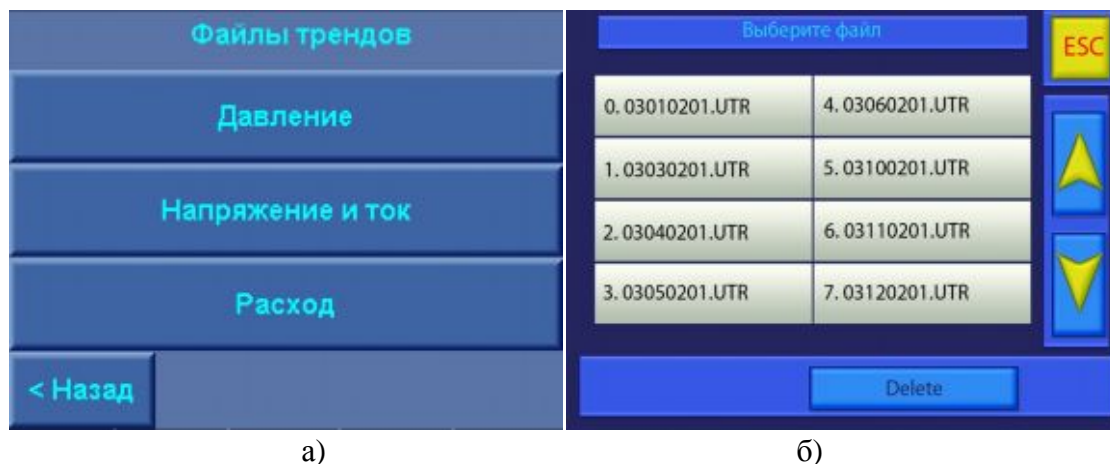 Файлы трендов
Давление
Напряжение и ток
Расход
< Назад
а)
Выберите файл
ESC
0. 03010201.UTR
4. 03060201.UTR
1. 03030201.UTR
5. 03100201.UTR
2. 03040201.UTR
6. 03110201.UTR
3. 03050201.UTR
7. 03120201.UTR
Delete
б)